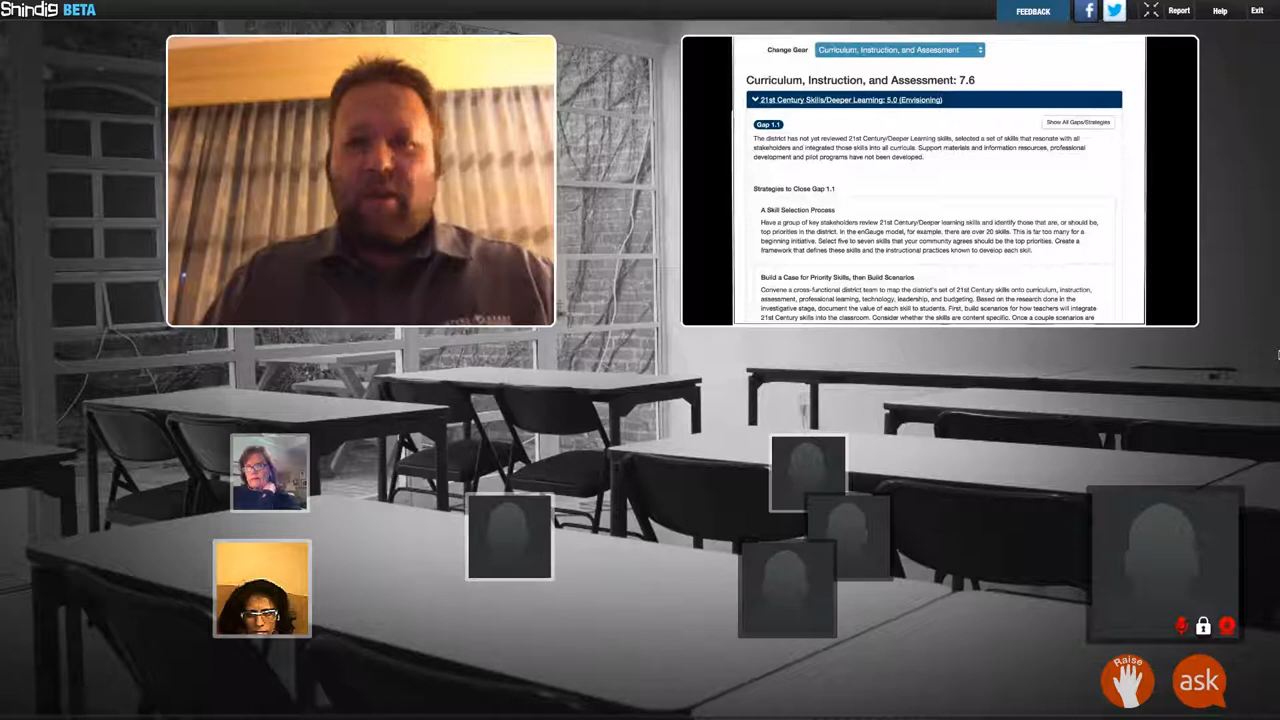 Shindig BETA
FEEDBACK
Report
Help
Exit
Change Gear
Curriculum, Instruction, and Assessment
Curriculum, Instruction, and Assessment: 7.6
21st Century Skills/Deeper Learning: 5.0 (Envisioning)
Gap 1.1
Show All Gaps/Strategies
The district has not yet reviewed 21st Century/Deeper Learning skills, selected a set of skills that resonate with all
stakeholders and integrated those skills into all curricula. Support materials and information resources, professional
development and pilot programs have not been developed.
Strategies to Close Gap 1.1
A Skill Selection Process
Have a group of key stakeholders review 21st Century/Deeper learning skills and identify those that are, or should be,
top priorities in the district. In the enGauge model, for example, there are over 20 skills. This is far too many for a
beginning initiative. Select five to seven skills that your community agrees should be the top priorities. Create a
framework that defines these skills and the instructional practices known to develop each skill.
Build a Case for Priority Skills, then Build Scenarios
Convene a cross-functional district team to map the district's set of 21st Century skills onto curriculum, instruction,
assessment, professional learning, technology, leadership, and budgeting. Based on the research done in the
investigative stage, document the value of each skill to students. First, build scenarios for how teachers will integrate
21st Century skills into the classroom. Consider whether the skills are content specific. Once a couple scenarios are
Raise
ask